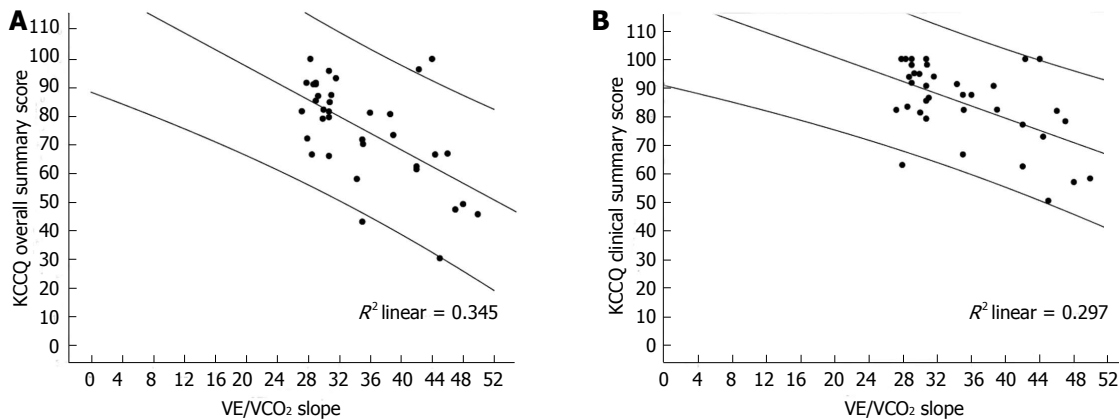 A
KCCQ overall summary score
110
100
90
80
70
60
50
40
30
20
10
0
R² linear = 0.345
0 4 8 12 16 20 24 28 32 36 40 44 48 52
VE/VCO₂ slope
B
KCCQ clinical summary score
110
100
90
80
70
60
50
40
30
20
10
0
R² linear = 0.297
0 4 8 12 16 20 24 28 32 36 40 44 48 52
VE/VCO₂ slope